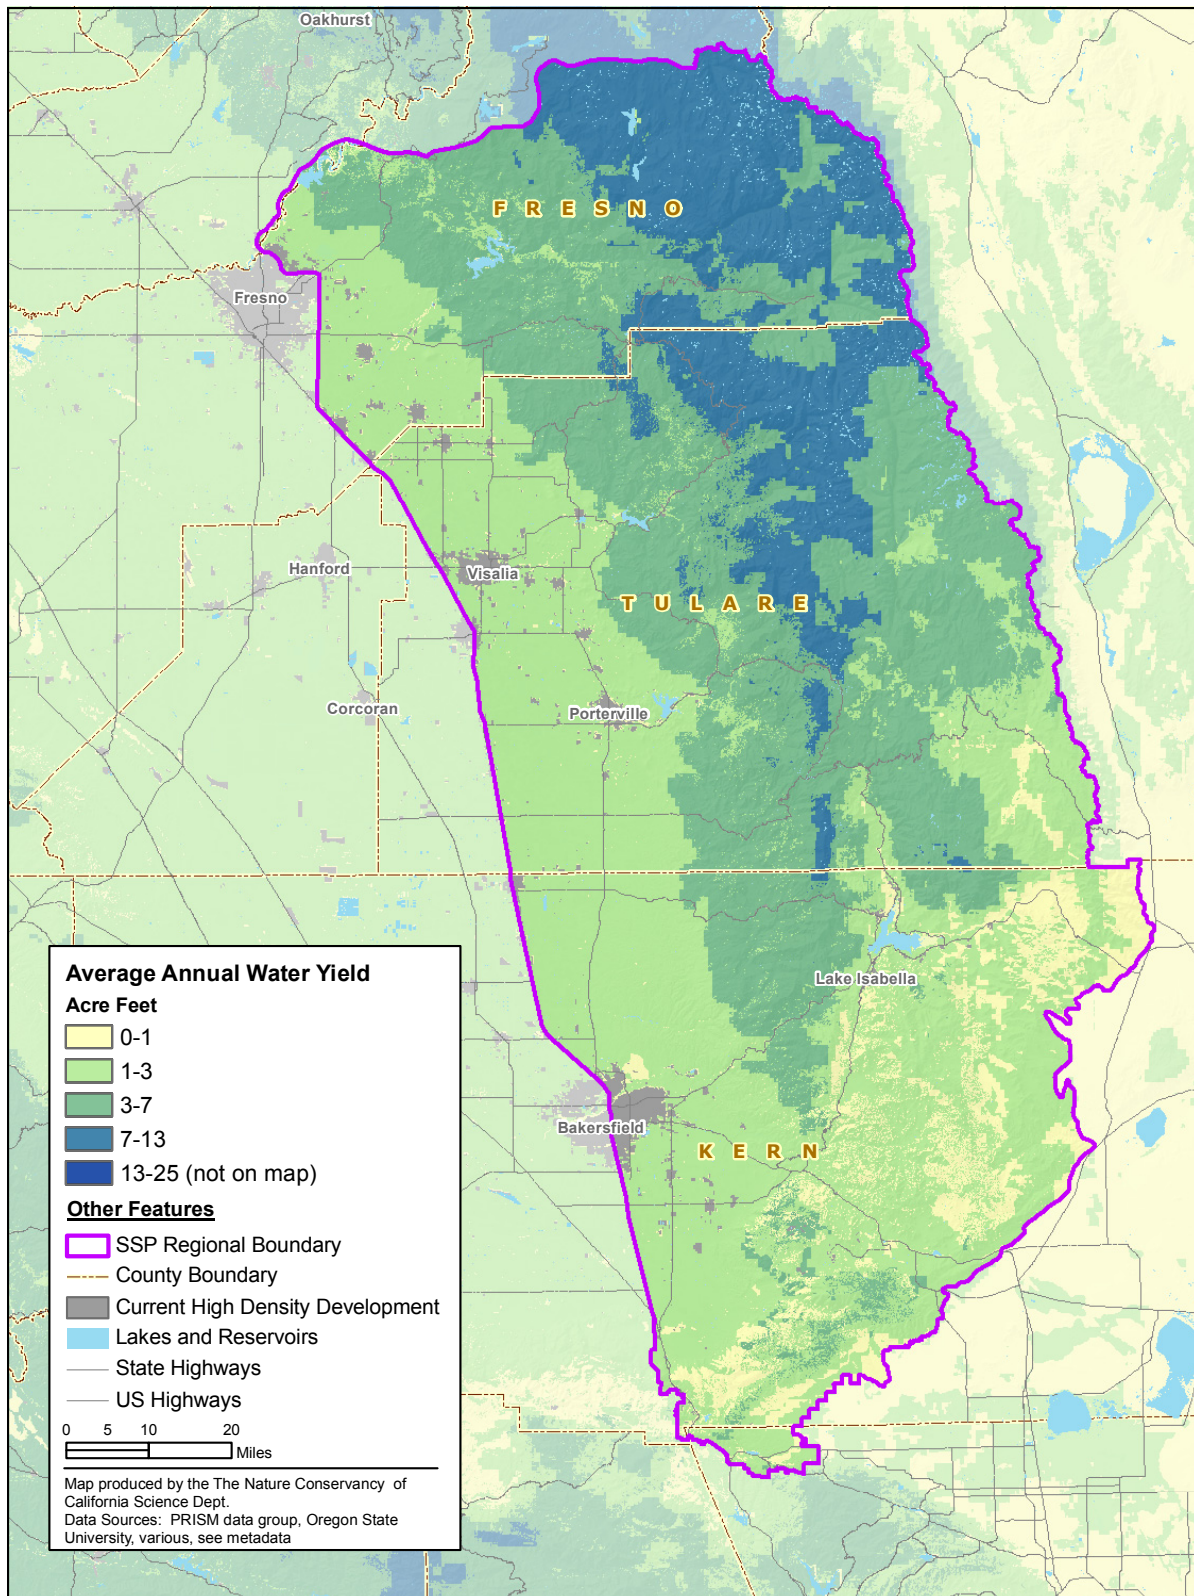 Oakhurst
F R E S N O
Fresno
Hanford
Visalia
T U L A R E
Corcoran
Porterville
Lake Isabella
Bakersfield
K E R N
Average Annual Water Yield
Acre Feet
0-1
1-3
3-7
7-13
13-25 (not on map)
Other Features
SSP Regional Boundary
County Boundary
Current High Density Development
Lakes and Reservoirs
State Highways
US Highways
0 5 10 20
Miles
Map produced by the The Nature Conservancy of
California Science Dept.
Data Sources: PRISM data group, Oregon State
University, various, see metadata